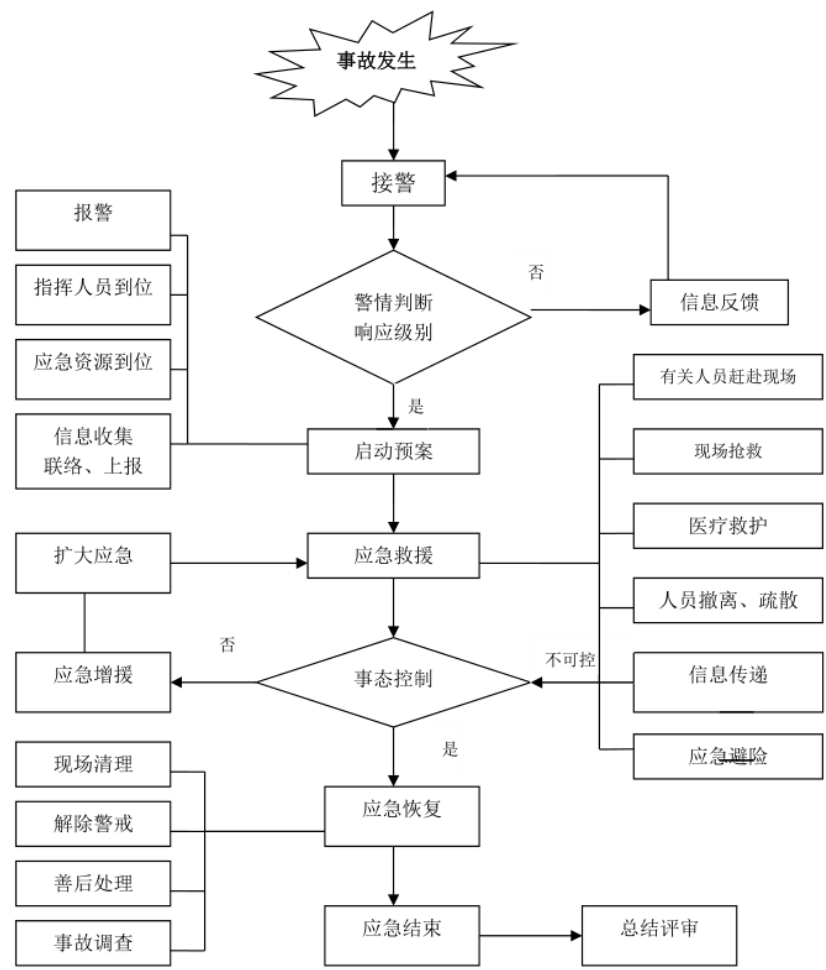 事故发生
接警
报警
指挥人员到位
应急资源到位
信息收集
联络、上报
警情判断
响应级别
否
信息反馈
是
启动预案
有关人员赶赴现场
现场抢救
医疗救护
人员撤离、疏散
信息传递
应急避险
扩大应急
应急救援
否
不可控
应急增援
事态控制
是
现场清理
解除警戒
善后处理
事故调查
应急恢复
应急结束
总结评审